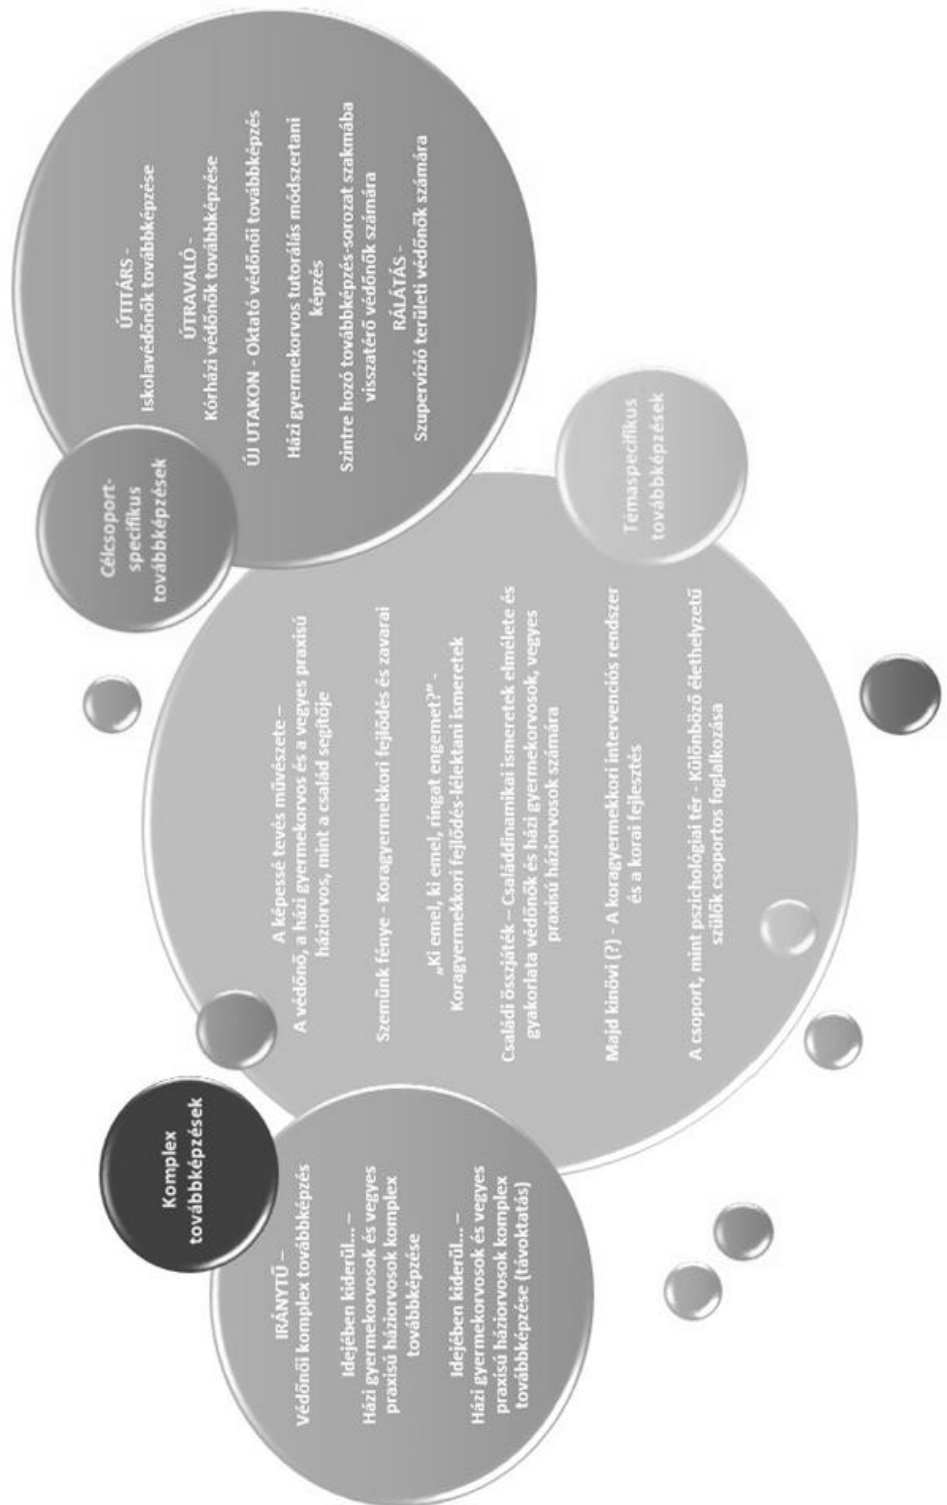 Komplex
továbbképzések
IRÁNYTŰ –
Védőnői komplex továbbképzés
Idejében kiderül... –
Házi gyermekorvosok és vegyes
praxisú háziorvosok komplex
továbbképzése
Idejében kiderül... –
Házi gyermekorvosok és vegyes
praxisú háziorvosok komplex
továbbképzése (távoktatás)
A képessé tevés művészete –
A védőnő, a házi gyermekorvos és a vegyes praxisú
háziorvos, mint a család segítője
Szemünk fénye - Koragyermekkori fejlődés és zavarai
„Ki emel, ki emel, ringat engemet?” -
Koragyermekkori fejlődés-lélektani ismeretek
Családi összjáték – Családdinamikai ismeretek elmélete és
gyakorlata védőnők és házi gyermekorvosok, vegyes
praxisú háziorvosok számára
Majd kinövi (?) - A koragyermekkori intervenciós rendszer
és a korai fejlesztés
A csoport, mint pszichológiai tér - Különböző élethelyzetű
szülők csoportos foglalkozása
Témaspecifikus
továbbképzések
Célcsoport-
specifikus
továbbképzések
ÚTITÁRS -
Iskolavédőnők továbbképzése
ÚTRAVALÓ -
Kórházi védőnők továbbképzése
ÚJ UTAKON - Oktató védőnői továbbképzés
Házi gyermekorvos tutorálás módszertani
képzés
Szintre hozó továbbképzés-sorozat szakmába
visszatérő védőnők számára
RÁLÁTÁS -
Szupervízió területi védőnők számára